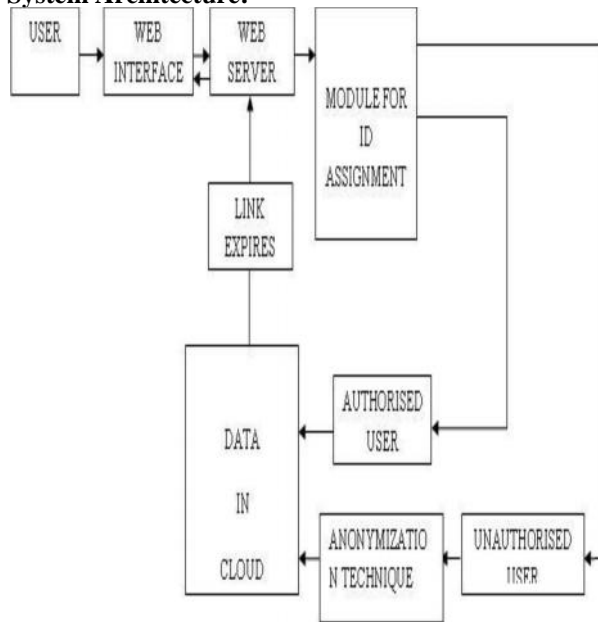 System Architecture:
USER
WEB
INTERFACE
WEB
SERVER
MODULE FOR
ID
ASSIGNMENT
LINK
EXPIRES
AUTHORISED
USER
DATA
IN
CLOUD
ANONYMIZATIO
N TECHNIQUE
UNAUTHORISED
USER